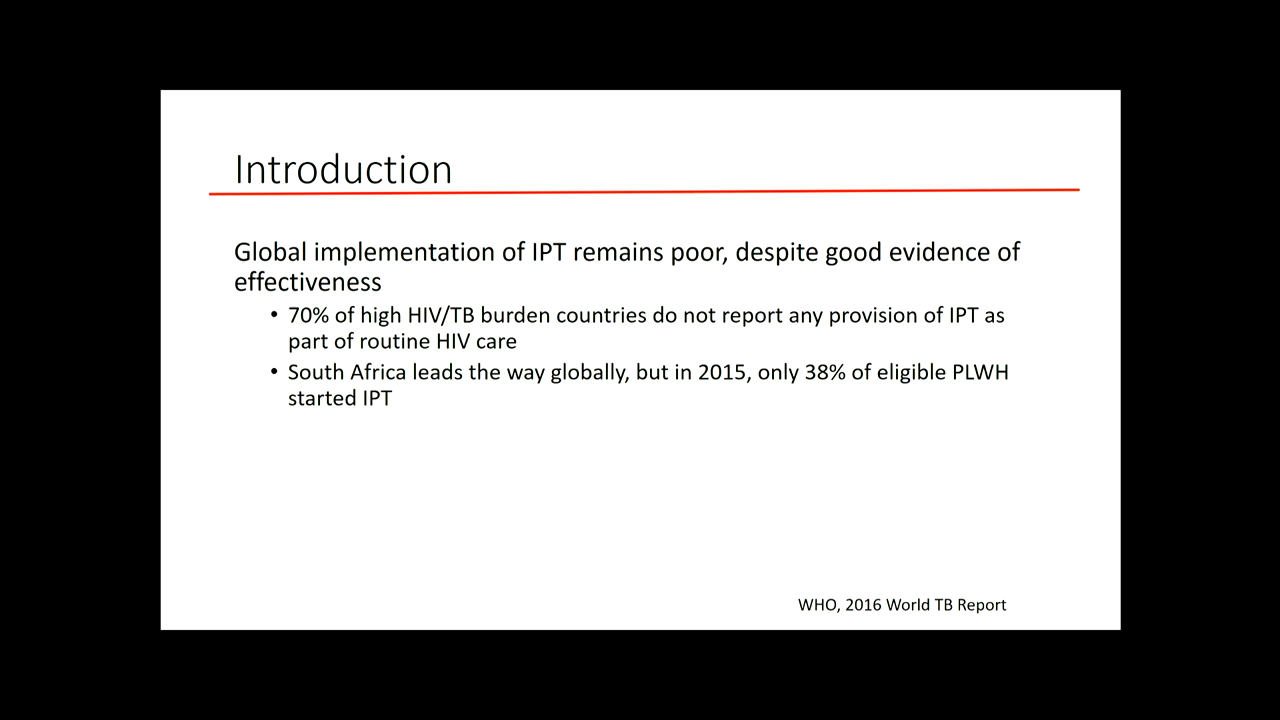 Introduction
Global implementation of IPT remains poor, despite good evidence of
effectiveness
• 70% of high HIV/TB burden countries do not report any provision of IPT as
part of routine HIV care
• South Africa leads the way globally, but in 2015, only 38% of eligible PLWH
started IPT
WHO, 2016 World TB Report